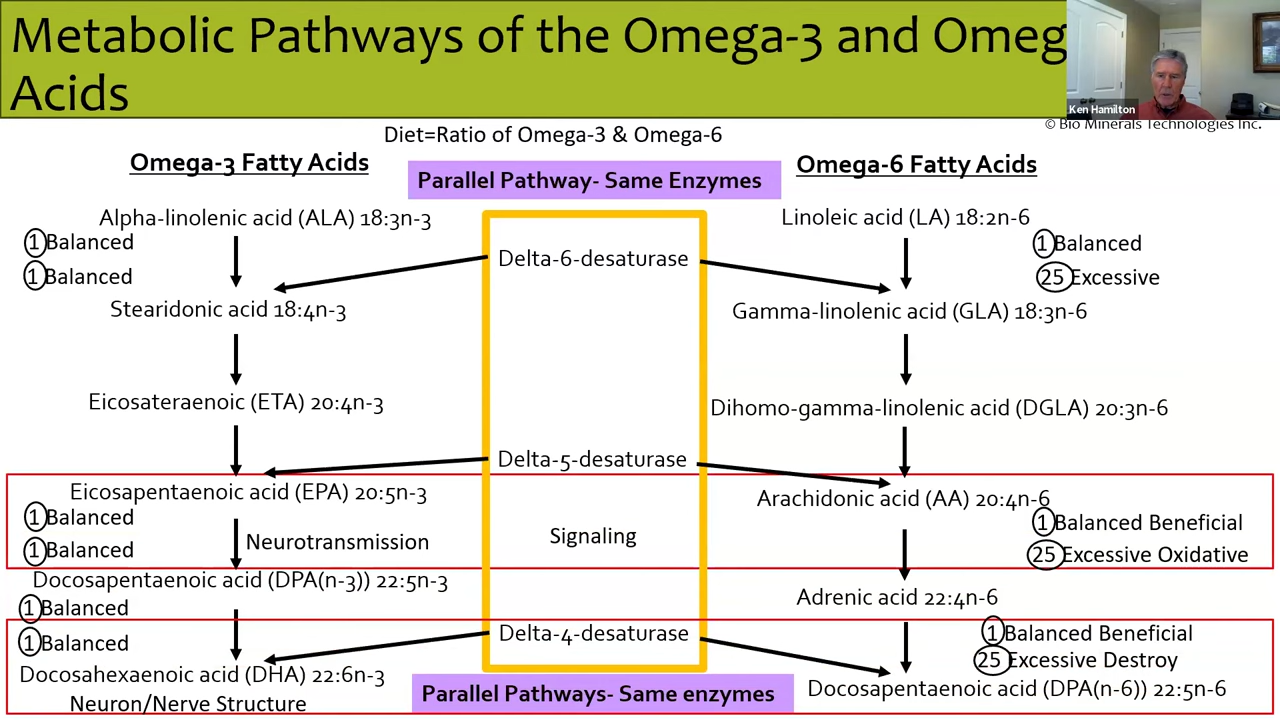 Metabolic Pathways of the Omega-3 and Omeg
Acids
Ken Hamilton
© Bio Minerals Technologies Inc.
Diet=Ratio of Omega-3 & Omega-6
Omega-3 Fatty Acids
Parallel Pathway- Same Enzymes
Omega-6 Fatty Acids
Alpha-linolenic acid (ALA) 18:3n-3
Linoleic acid (LA) 18:2n-6
1 Balanced
1 Balanced
1 Balanced
25 Excessive
Delta-6-desaturase
Stearidonic acid 18:4n-3
Gamma-linolenic acid (GLA) 18:3n-6
Eicosateraenoic (ETA) 20:4n-3
Dihomo-gamma-linolenic acid (DGLA) 20:3n-6
Delta-5-desaturase
Eicosapentaenoic acid (EPA) 20:5n-3
Arachidonic acid (AA) 20:4n-6
1 Balanced
1 Balanced
Neurotransmission
Signaling
1 Balanced Beneficial
25 Excessive Oxidative
Docosapentaenoic acid (DPA(n-3)) 22:5n-3
Adrenic acid 22:4n-6
1 Balanced
1 Balanced
Delta-4-desaturase
1 Balanced Beneficial
25 Excessive Destroy
Docosahexaenoic acid (DHA) 22:6n-3
Neuron/Nerve Structure
Parallel Pathways- Same enzymes
Docosapentaenoic acid (DPA(n-6)) 22:5n-6